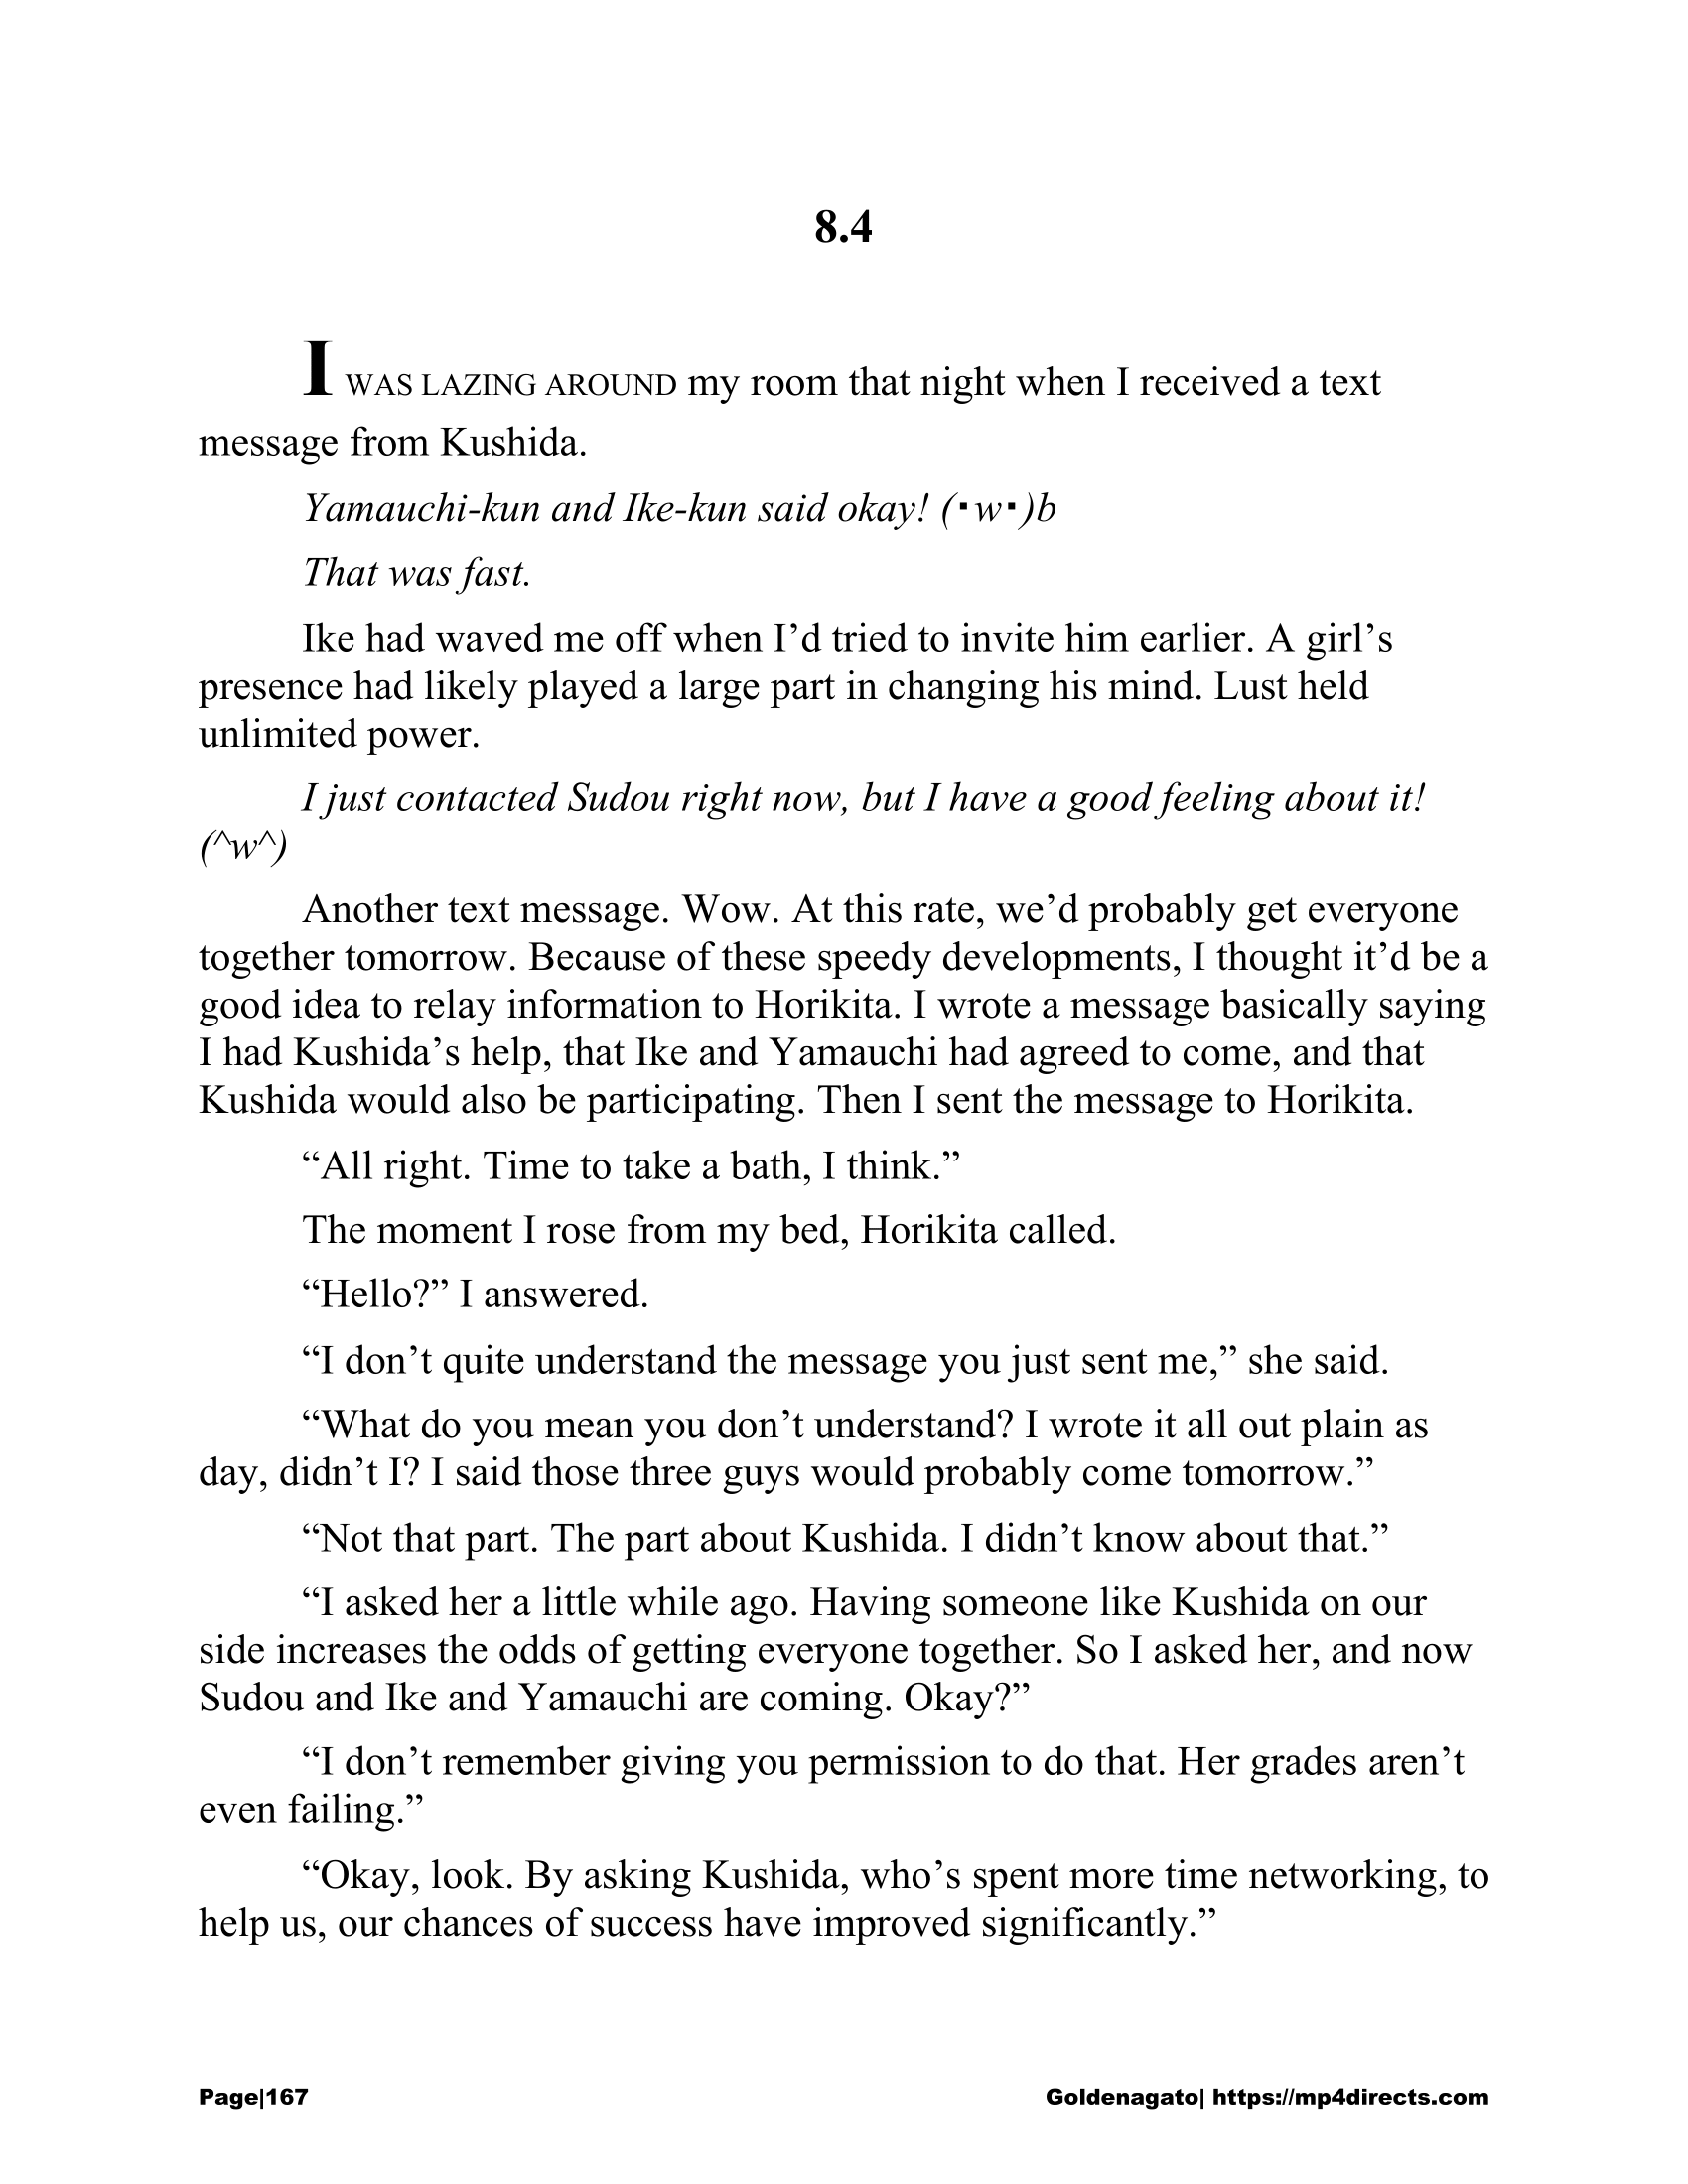 8.4
I WAS LAZING AROUND my room that night when I received a text
message from Kushida.
Yamauchi-kun and Ike-kun said okay! (･w･)b
That was fast.
Ike had waved me off when I’d tried to invite him earlier. A girl’s
presence had likely played a large part in changing his mind. Lust held
unlimited power.
I just contacted Sudou right now, but I have a good feeling about it!
(^w^)
Another text message. Wow. At this rate, we’d probably get everyone
together tomorrow. Because of these speedy developments, I thought it’d be a
good idea to relay information to Horikita. I wrote a message basically saying
I had Kushida’s help, that Ike and Yamauchi had agreed to come, and that
Kushida would also be participating. Then I sent the message to Horikita.
“All right. Time to take a bath, I think.”
The moment I rose from my bed, Horikita called.
“Hello?” I answered.
“I don’t quite understand the message you just sent me,” she said.
“What do you mean you don’t understand? I wrote it all out plain as
day, didn’t I? I said those three guys would probably come tomorrow.”
“Not that part. The part about Kushida. I didn’t know about that.”
“I asked her a little while ago. Having someone like Kushida on our
side increases the odds of getting everyone together. So I asked her, and now
Sudou and Ike and Yamauchi are coming. Okay?”
“I don’t remember giving you permission to do that. Her grades aren’t
even failing.”
“Okay, look. By asking Kushida, who’s spent more time networking, to
help us, our chances of success have improved significantly.”
Page|167 Goldenagato| https://mp4directs.com